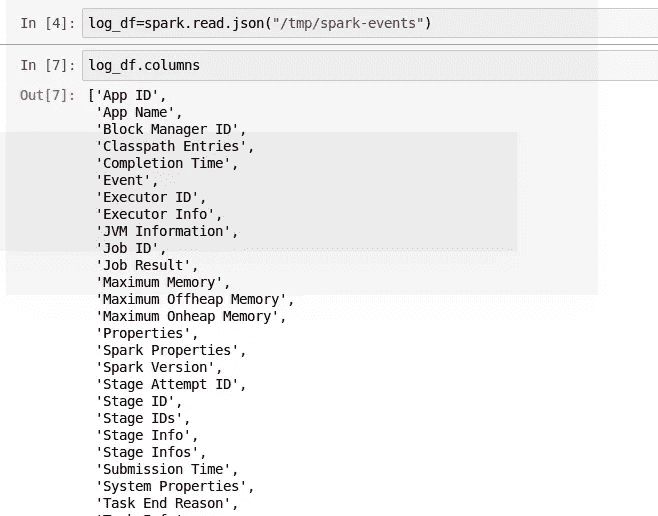 In [4]: log_df=spark.read.json("/tmp/spark-events")
In [7]: log_df.columns
Out[7]: ['App ID',
'App Name',
'Block Manager ID',
'Classpath Entries',
'Completion Time',
'Event',
'Executor ID',
'Executor Info',
'JVM Information',
'Job ID',
'Job Result',
'Maximum Memory',
'Maximum Offheap Memory',
'Maximum Onheap Memory',
'Properties',
'Spark Properties',
'Spark Version',
'Stage Attempt ID',
'Stage ID',
'Stage IDs',
'Stage Info',
'Stage Infos',
'Submission Time',
'System Properties',
'Task End Reason',